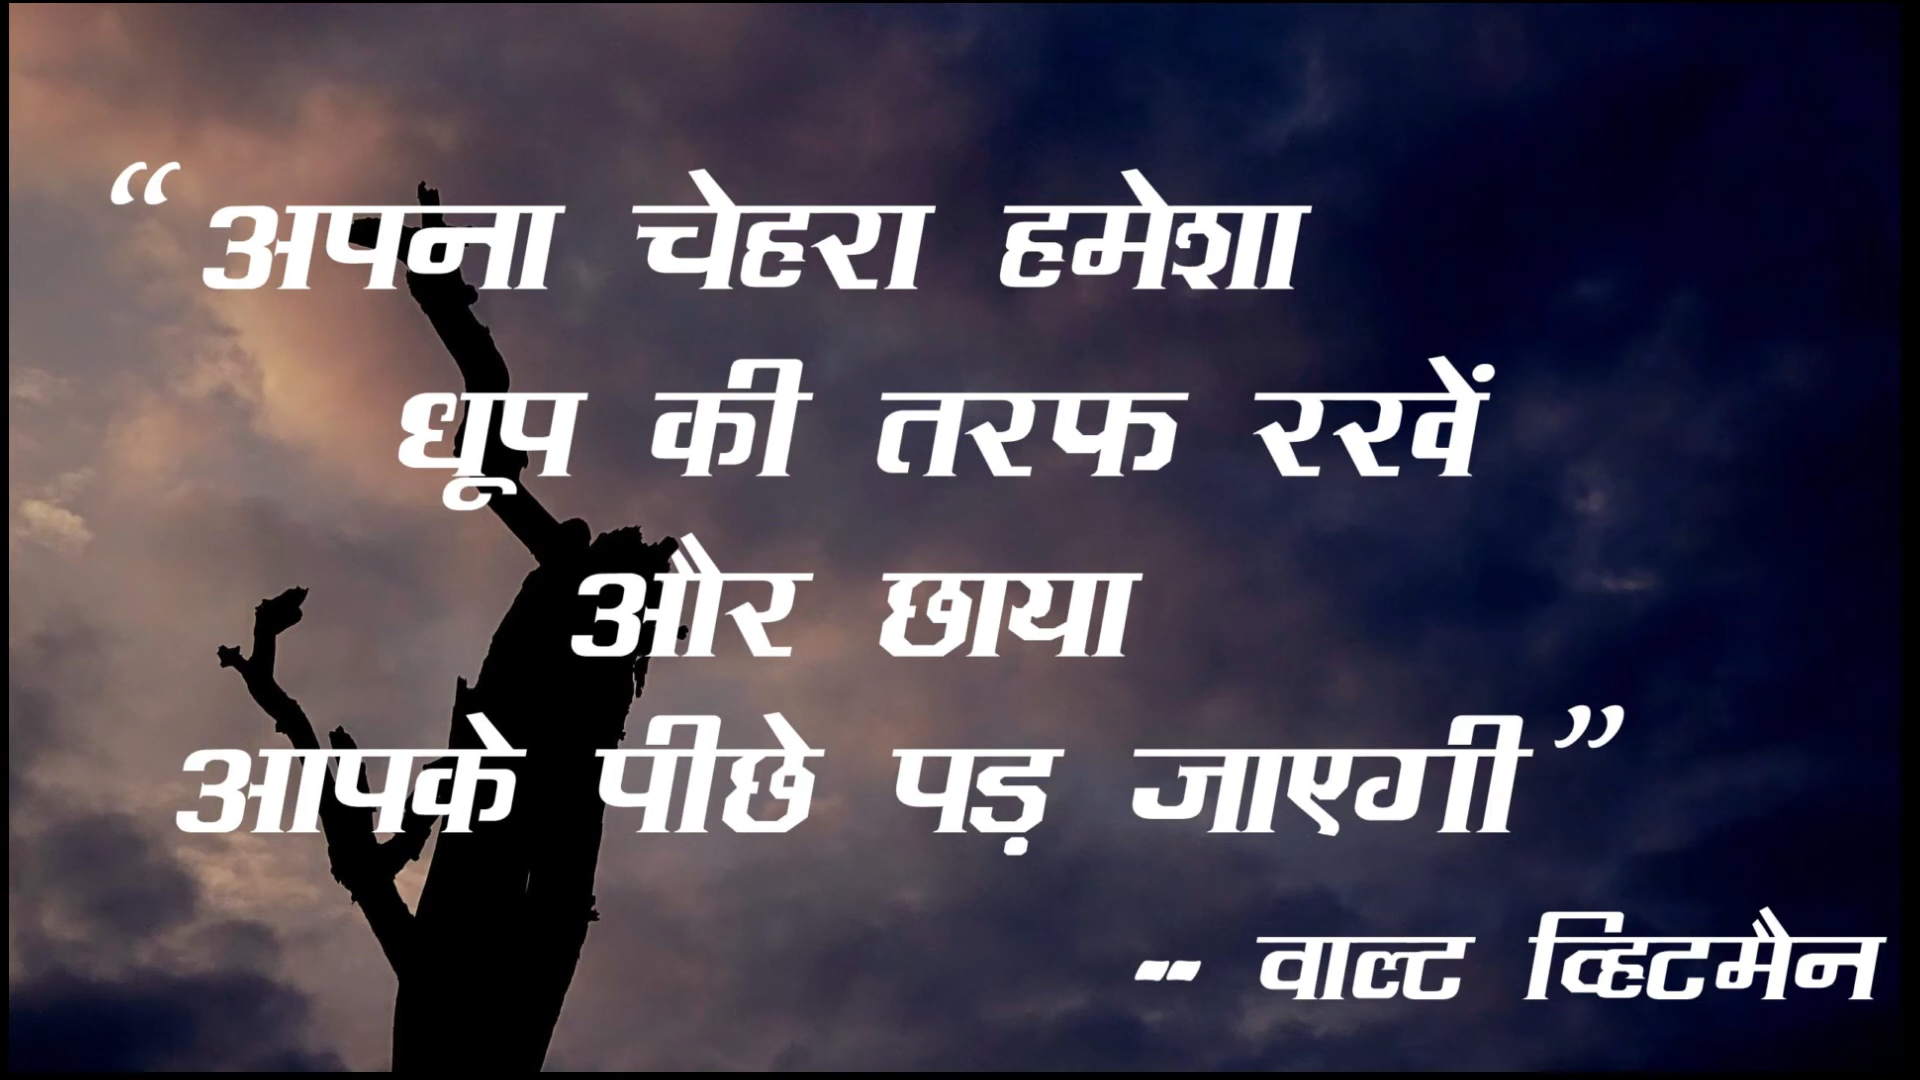 “अपना चेहरा हमेशा
धूप की तरफ रखें
और छाया
आपके पीछे पड़ जाएगी”
-- वाल्ट व्हिटमैन